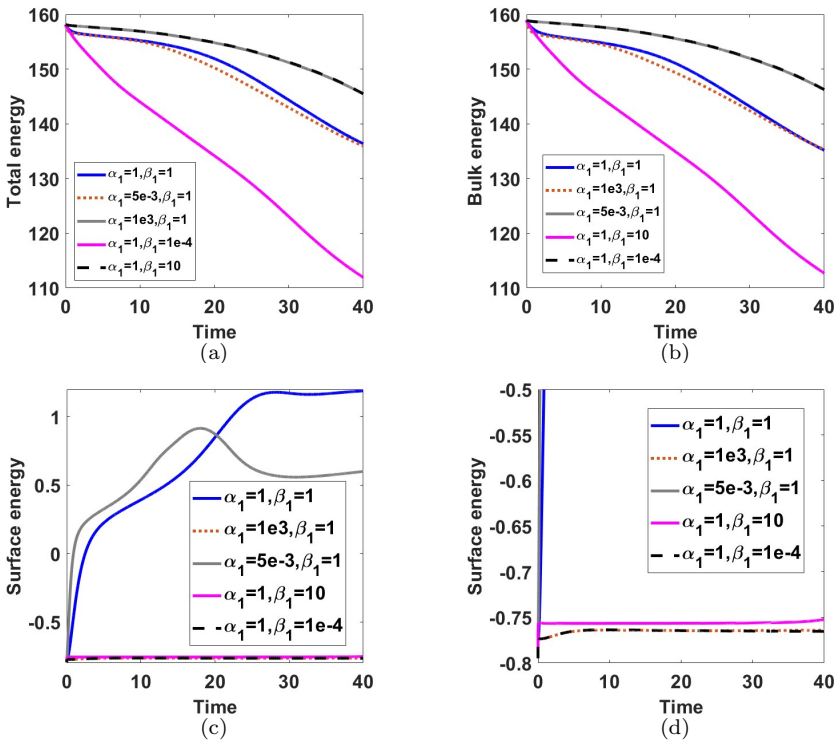 160
150
140
130
120
110
Total energy
α1=1,β1=1
α1=5e-3,β1=1
α1=1e3,β1=1
α1=1,β1=1e-4
α1=1,β1=10
0 10 20 30 40
Time
(a)
160
150
140
130
120
110
Bulk energy
α1=1,β1=1
α1=1e3,β1=1
α1=5e-3,β1=1
α1=1,β1=10
α1=1,β1=1e-4
0 10 20 30 40
Time
(b)
1
0.5
0
-0.5
Surface energy
α1=1,β1=1
α1=1e3,β1=1
α1=5e-3,β1=1
α1=1,β1=10
α1=1,β1=1e-4
0 10 20 30 40
Time
(c)
-0.5
-0.55
-0.6
-0.65
-0.7
-0.75
-0.8
Surface energy
α1=1,β1=1
α1=1e3,β1=1
α1=5e-3,β1=1
α1=1,β1=10
α1=1,β1=1e-4
0 10 20 30 40
Time
(d)